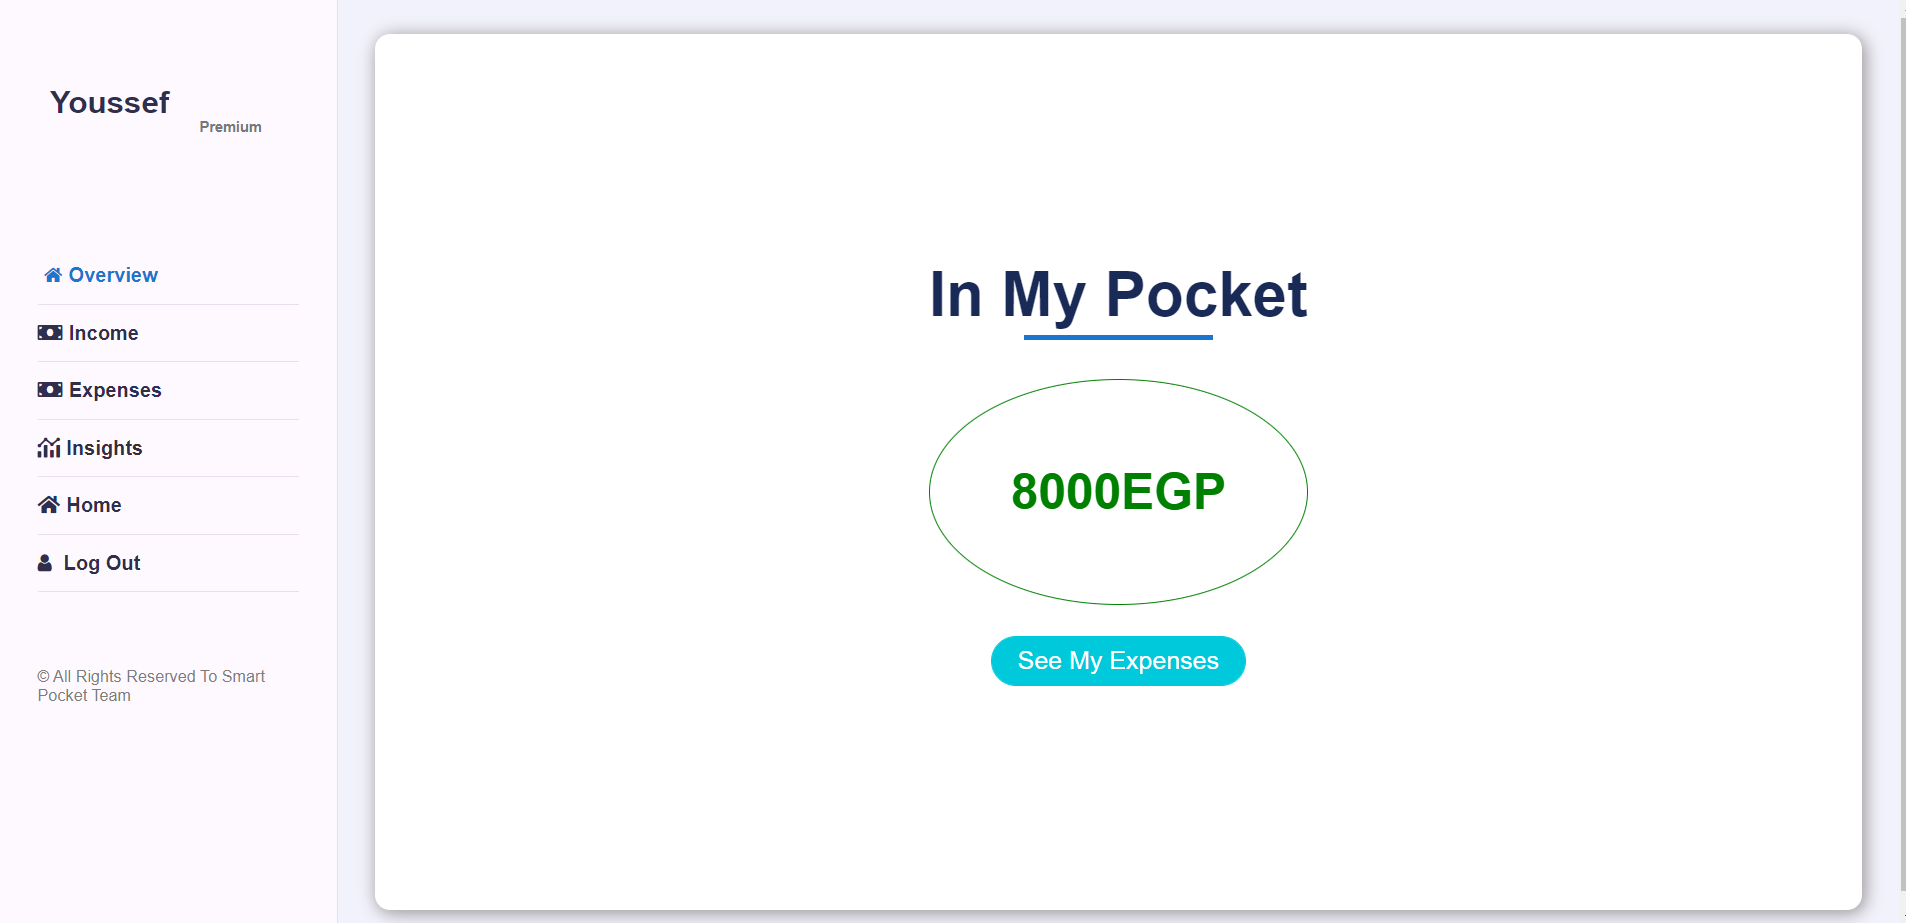 Youssef
Premium
Overview
Income
Expenses
Insights
Home
Log Out
© All Rights Reserved To Smart
Pocket Team
In My Pocket
8000EGP
See My Expenses